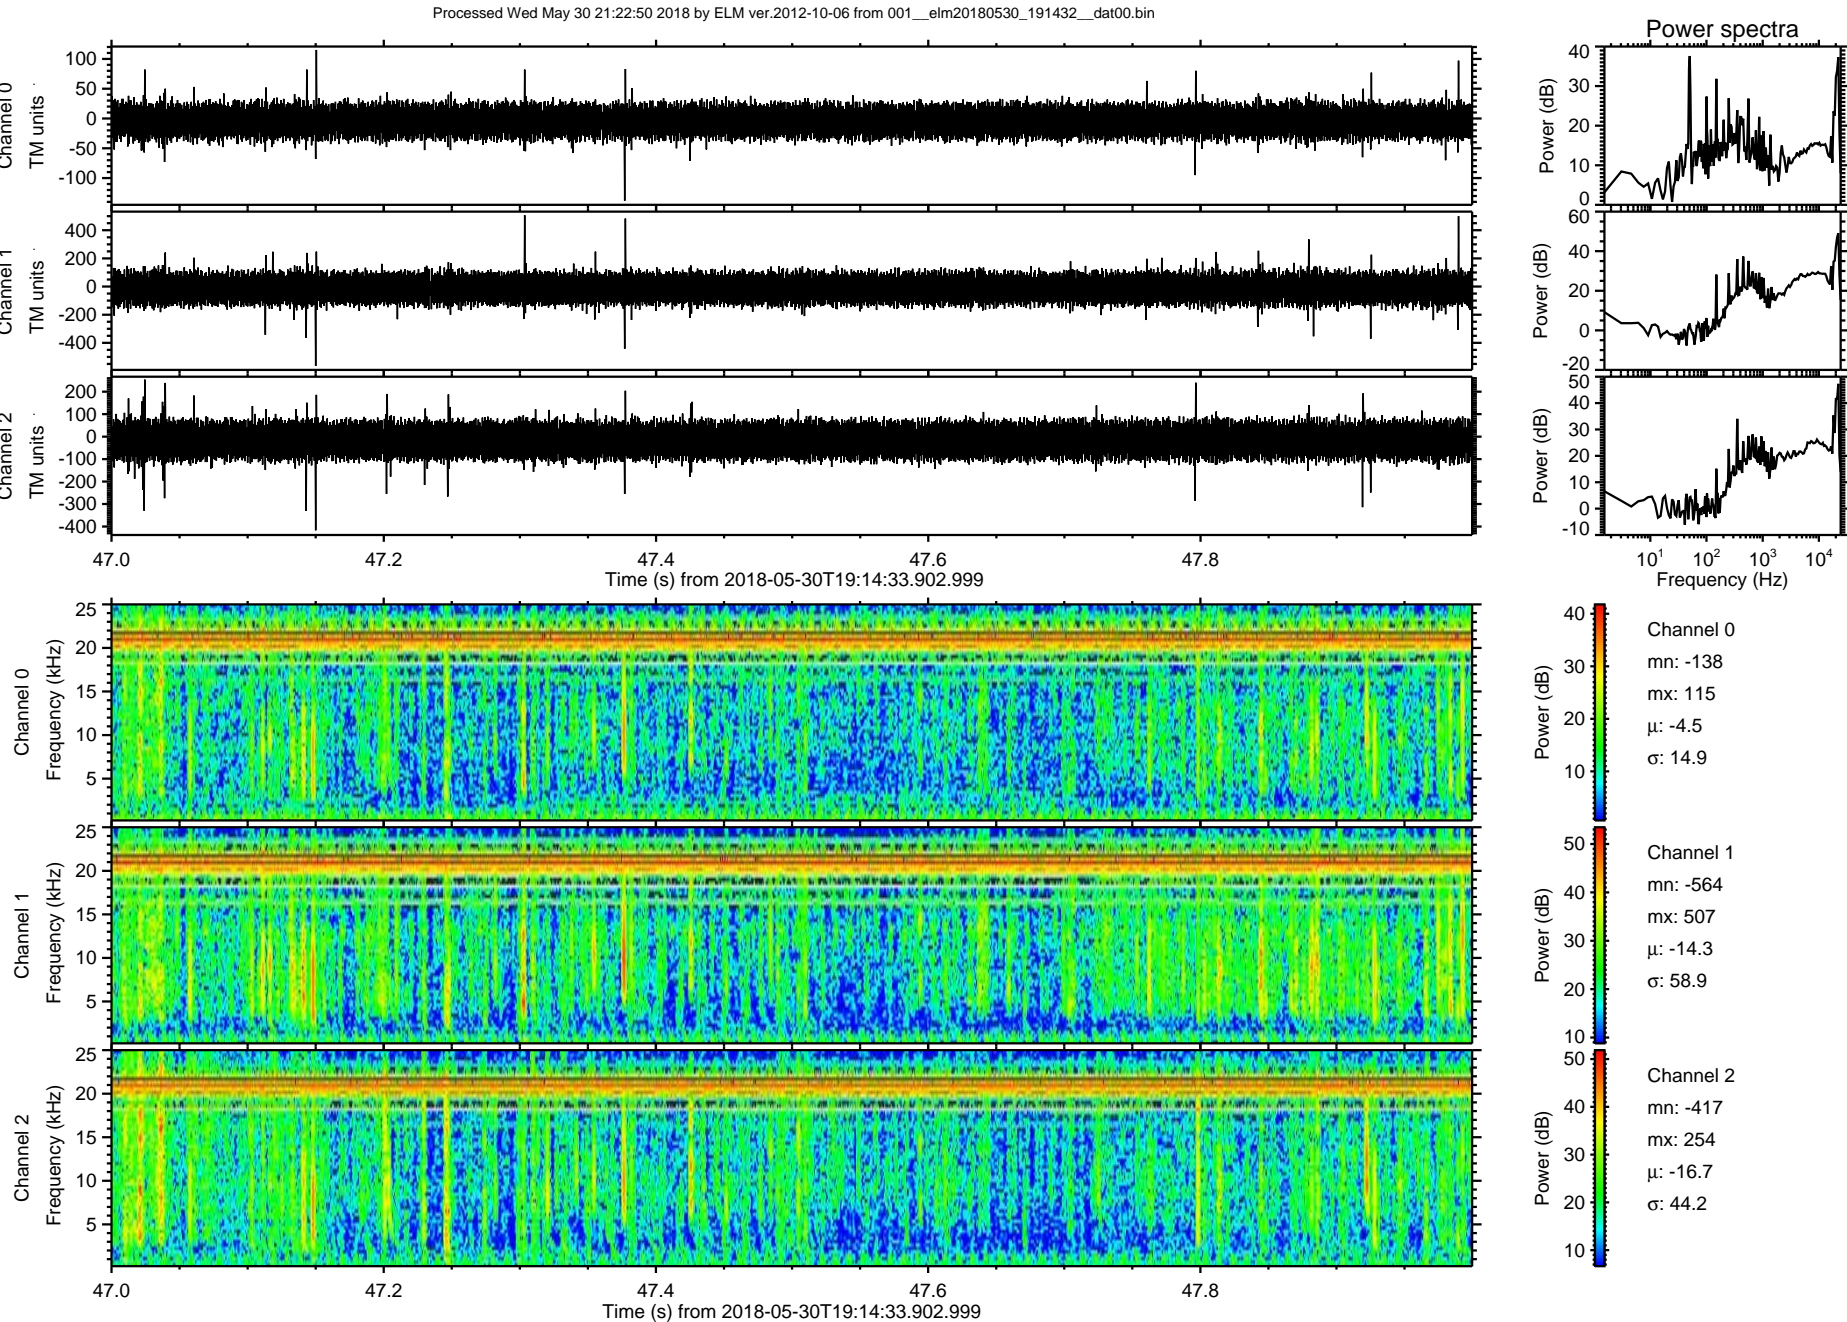 Processed Wed May 30 21:22:50 2018 by ELM ver.2012-10-06 from 001__elm20180530_191432__dat00.bin
Power spectra
Channel 0
TM units
100
50
0
-50
-100
Power (dB)
40
30
20
10
0
Channel 1
TM units
400
200
0
-200
-400
Power (dB)
60
40
20
0
-20
Channel 2
TM units
200
100
0
-100
-200
-300
-400
Power (dB)
50
40
30
20
10
0
-10
47.0 47.2 47.4 47.6 47.8
Time (s) from 2018-05-30T19:14:33.902.999
10¹ 10² 10³ 10⁴
Frequency (Hz)
Channel 0
Frequency (kHz)
25
20
15
10
5
Power (dB)
40
30
20
10
Channel 0
mn: -138
mx: 115
μ: -4.5
σ: 14.9
Channel 1
Frequency (kHz)
25
20
15
10
5
Power (dB)
50
40
30
20
10
Channel 1
mn: -564
mx: 507
μ: -14.3
σ: 58.9
Channel 2
Frequency (kHz)
25
20
15
10
5
Power (dB)
50
40
30
20
10
Channel 2
mn: -417
mx: 254
μ: -16.7
σ: 44.2
47.0 47.2 47.4 47.6 47.8
Time (s) from 2018-05-30T19:14:33.902.999